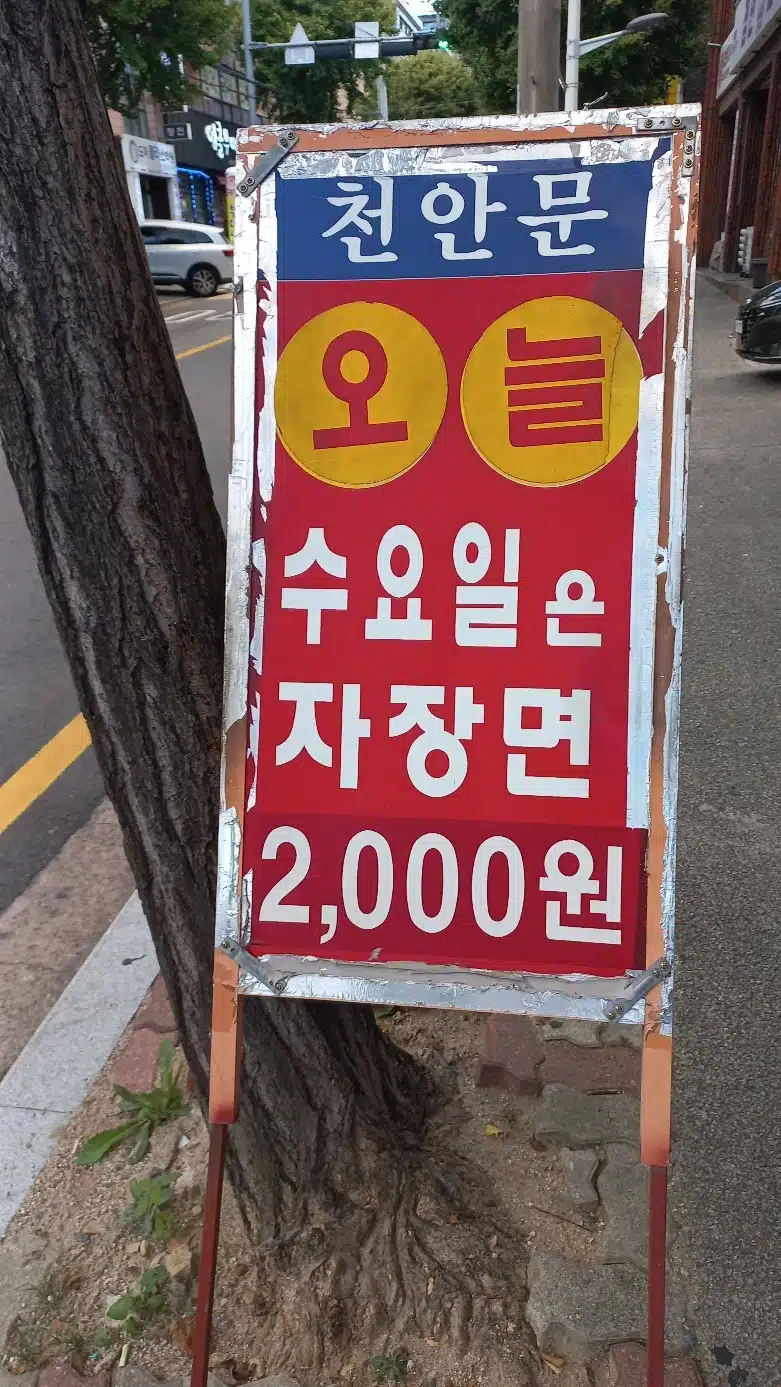 천안문
오늘
수요일은
자장면
2,000원